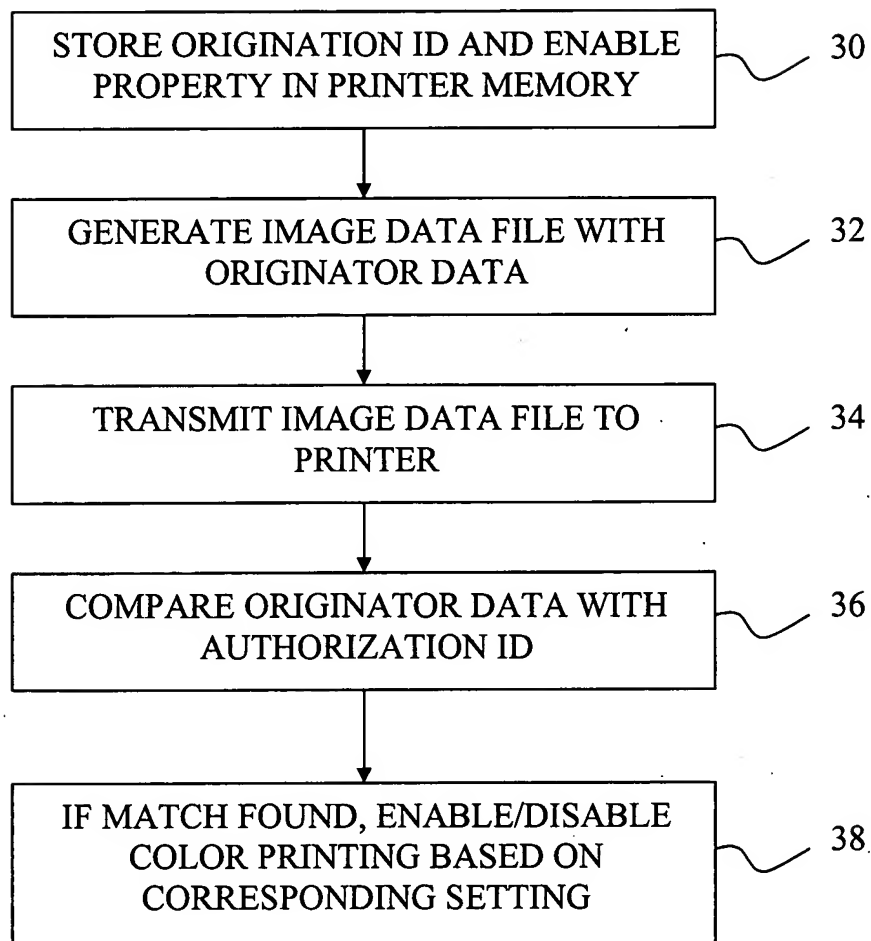 STORE ORIGINATION ID AND ENABLE
PROPERTY IN PRINTER MEMORY
30
GENERATE IMAGE DATA FILE WITH
ORIGINATOR DATA
32
TRANSMIT IMAGE DATA FILE TO
PRINTER
34
COMPARE ORIGINATOR DATA WITH
AUTHORIZATION ID
36
IF MATCH FOUND, ENABLE/DISABLE
COLOR PRINTING BASED ON
CORRESPONDING SETTING
38